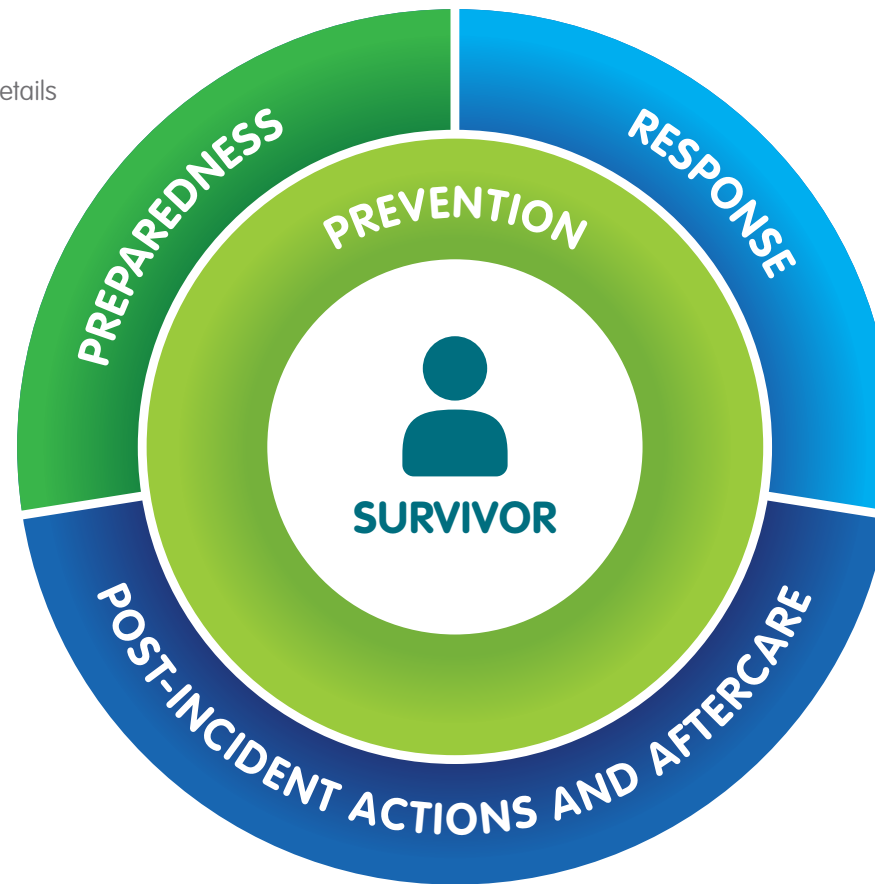 etails
PREPAREDNESS
RESPONSE
PREVENTION
SURVIVOR
POST-INCIDENT ACTIONS AND AFTERCARE